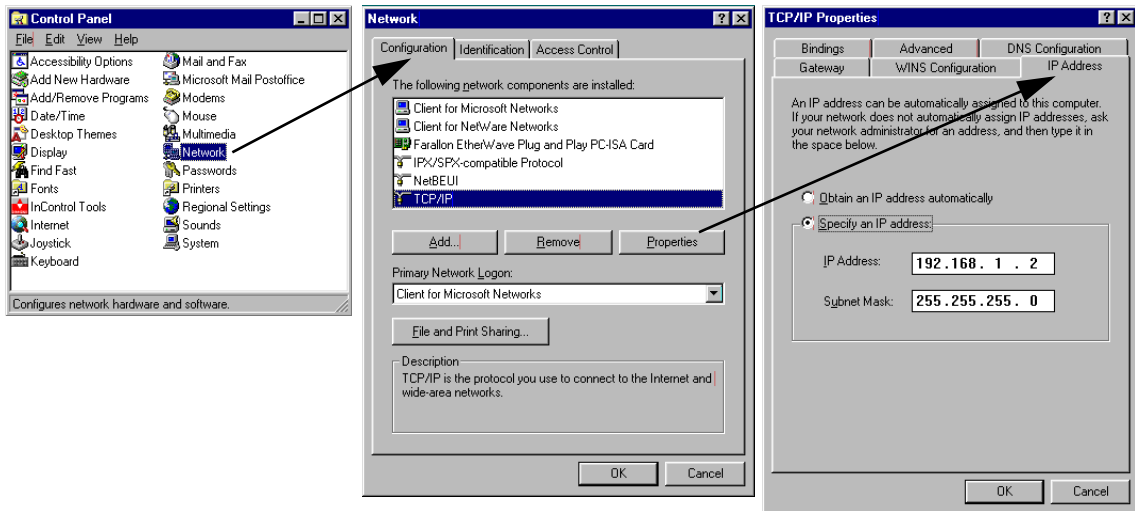 Control Panel
File Edit View Help
Accessibility Options
Add New Hardware
Add/Remove Programs
Date/Time
Desktop Themes
Display
Find Fast
Fonts
InControl Tools
Internet
Joystick
Keyboard
Mail and Fax
Microsoft Mail Postoffice
Modems
Mouse
Multimedia
Network
Passwords
Printers
Regional Settings
Sounds
System
Configures network hardware and software.
Network
Configuration Identification Access Control
The following network components are installed:
Client for Microsoft Networks
Client for NetWare Networks
Farallon EtherWave Plug and Play PC-ISA Card
IPX/SPX-compatible Protocol
NetBEUI
TCP/IP
Add... Remove Properties
Primary Network Logon:
Client for Microsoft Networks
File and Print Sharing...
Description
TCP/IP is the protocol you use to connect to the Internet and
wide-area networks.
OK Cancel
TCP/IP Properties
Bindings Advanced DNS Configuration
Gateway WINS Configuration IP Address
An IP address can be automatically assigned to this computer.
If your network does not automatically assign IP addresses, ask
your network administrator for an address, and then type it in
the space below.
Obtain an IP address automatically
Specify an IP address:
IP Address: 192.168. 1 . 2
Subnet Mask: 255.255.255. 0
OK Cancel